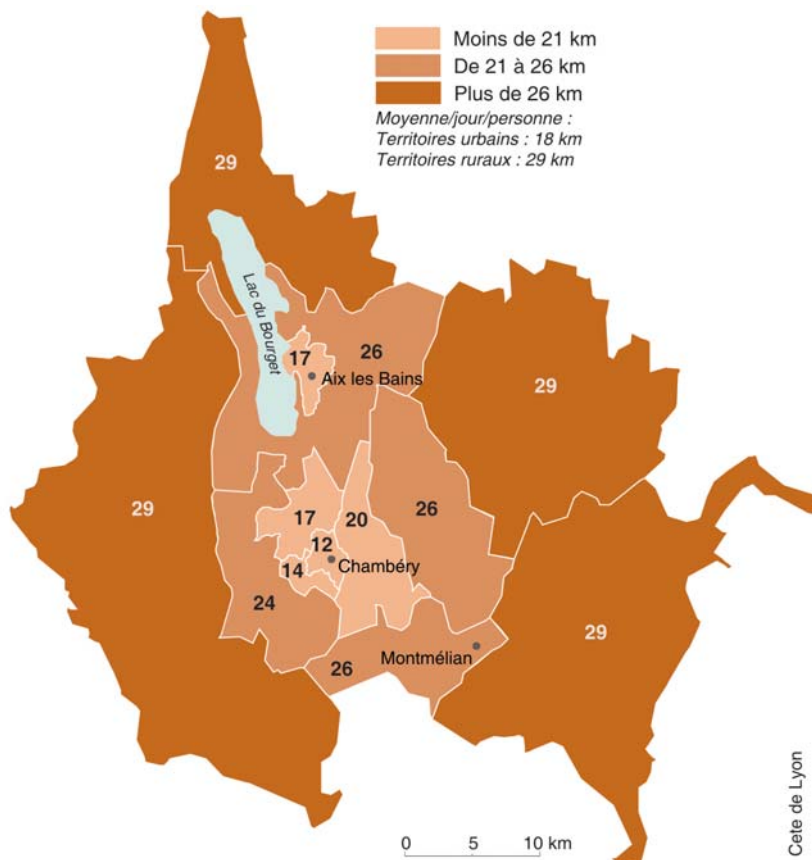 Moins de 21 km
De 21 à 26 km
Plus de 26 km
Moyenne/jour/personne :
Territoires urbains : 18 km
Territoires ruraux : 29 km
29
Lac du Bourget
17
26
Aix les Bains
29
29
17
20
26
12
14
Chambéry
24
29
26
Montmélian
0 5 10 km
Cete de Lyon